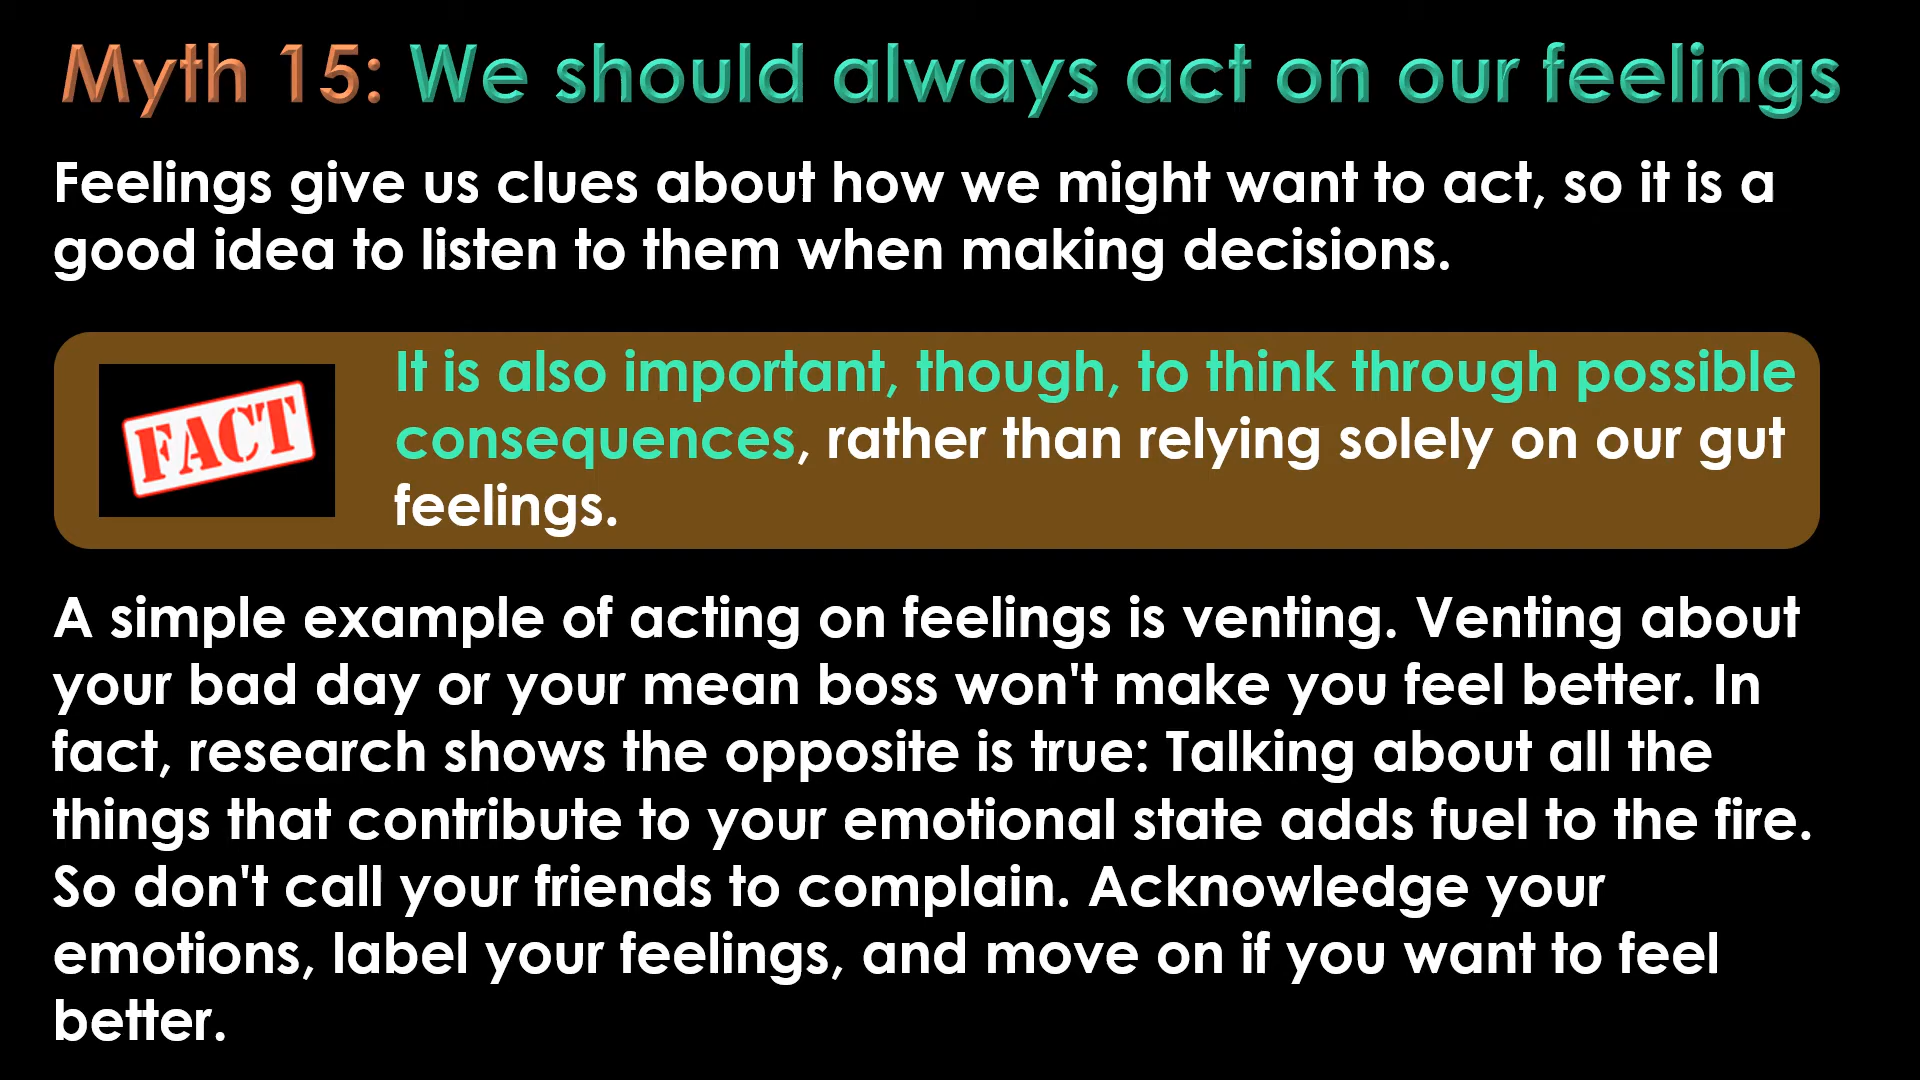 Myth 15: We should always act on our feelings
Feelings give us clues about how we might want to act, so it is a
good idea to listen to them when making decisions.
FACT
It is also important, though, to think through possible
consequences, rather than relying solely on our gut
feelings.
A simple example of acting on feelings is venting. Venting about
your bad day or your mean boss won't make you feel better. In
fact, research shows the opposite is true: Talking about all the
things that contribute to your emotional state adds fuel to the fire.
So don't call your friends to complain. Acknowledge your
emotions, label your feelings, and move on if you want to feel
better.